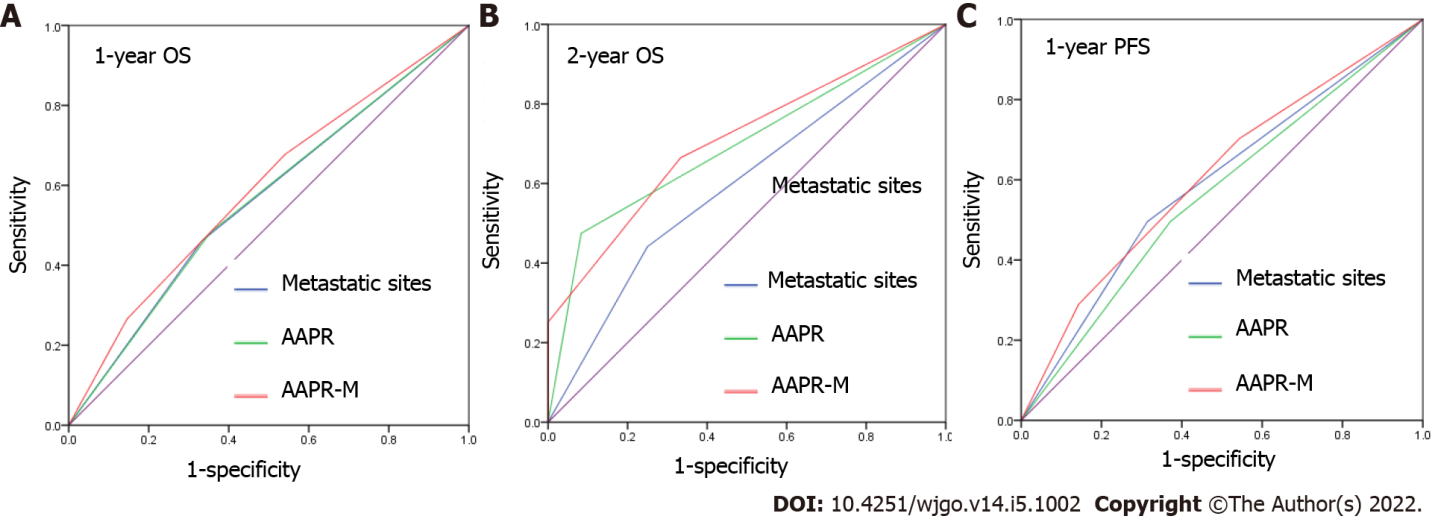 A
1-year OS
Sensitivity
1.0
0.8
0.6
0.4
0.2
0.0
Metastatic sites
AAPR
AAPR-M
0.0 0.2 0.4 0.6 0.8 1.0
1-specificity
B
2-year OS
Sensitivity
1.0
0.8
0.6
0.4
0.2
0.0
Metastatic sites
Metastatic sites
AAPR
AAPR-M
0.0 0.2 0.4 0.6 0.8 1.0
1-specificity
C
1-year PFS
Sensitivity
1.0
0.8
0.6
0.4
0.2
0.0
Metastatic sites
AAPR
AAPR-M
0.0 0.2 0.4 0.6 0.8 1.0
1-specificity
DOI: 10.4251/wjgo.v14.i5.1002 Copyright ©The Author(s) 2022.